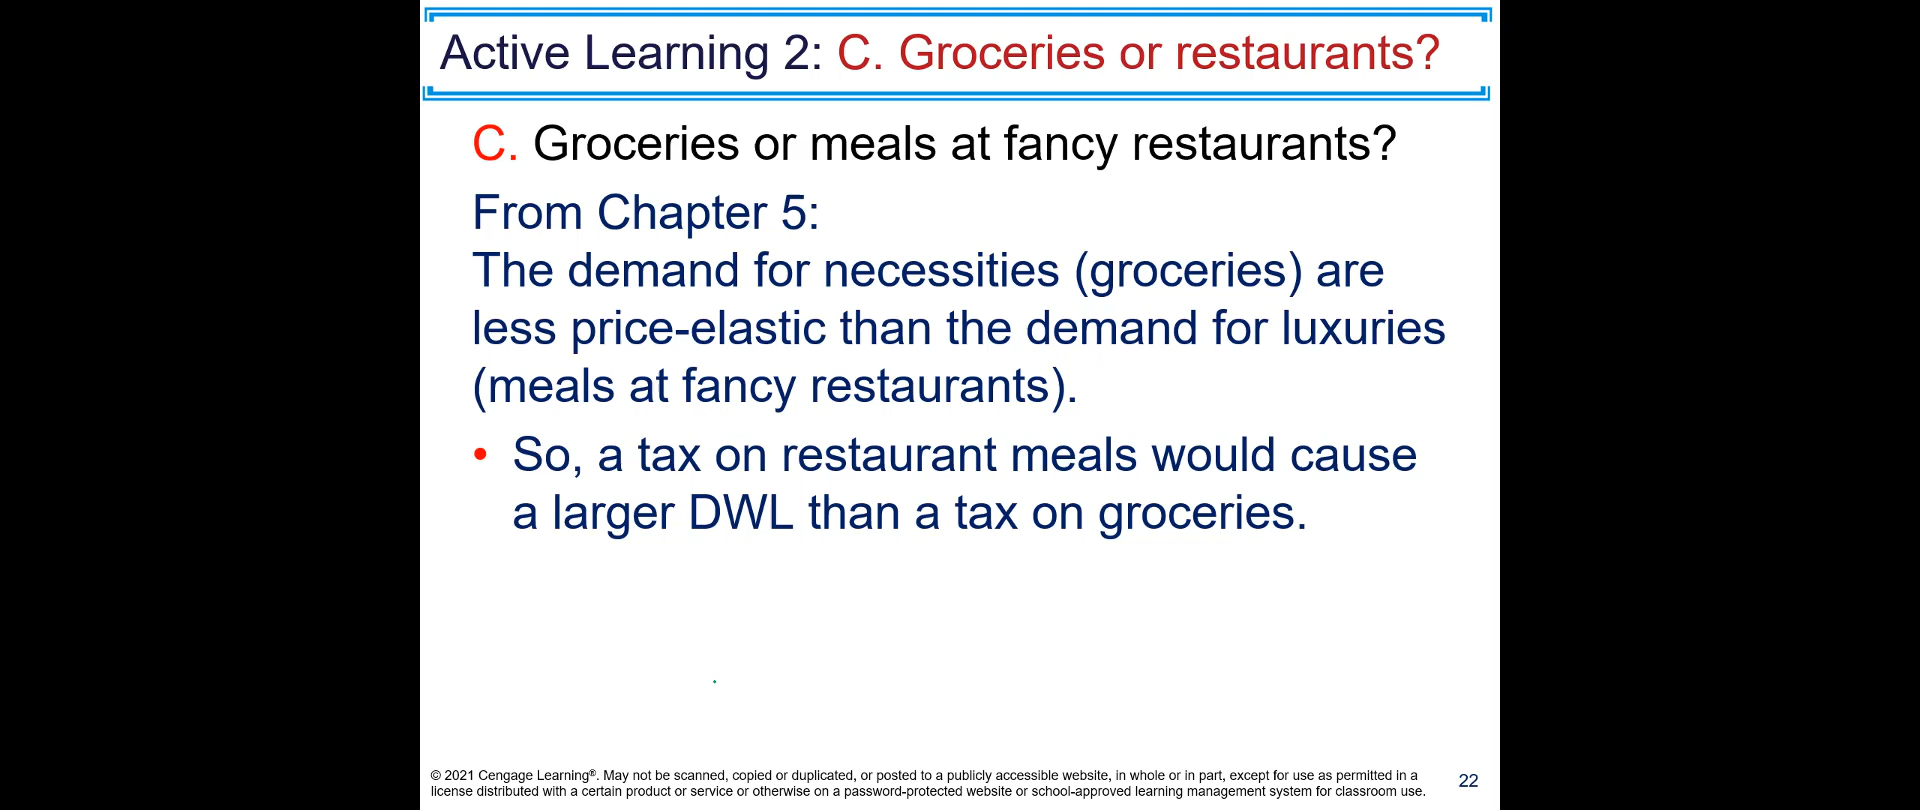 Active Learning 2: C. Groceries or restaurants?
C. Groceries or meals at fancy restaurants?
From Chapter 5:
The demand for necessities (groceries) are
less price-elastic than the demand for luxuries
(meals at fancy restaurants).
• So, a tax on restaurant meals would cause
a larger DWL than a tax on groceries.
© 2021 Cengage Learning®. May not be scanned, copied or duplicated, or posted to a publicly accessible website, in whole or in part, except for use as permitted in a
license distributed with a certain product or service or otherwise on a password-protected website or school-approved learning management system for classroom use.
22